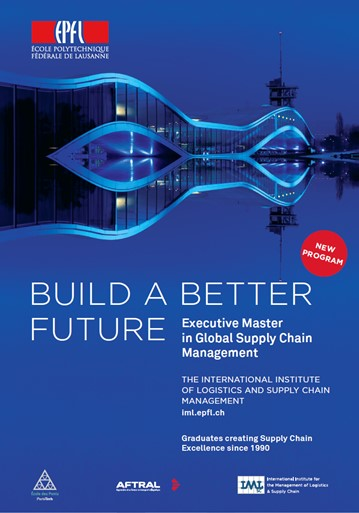 EPFL
ÉCOLE POLYTECHNIQUE
FÉDÉRALE DE LAUSANNE
NEW
PROGRAM
BUILD A BETTER
FUTURE
Executive Master
in Global Supply Chain
Management
THE INTERNATIONAL INSTITUTE
OF LOGISTICS AND SUPPLY CHAIN
MANAGEMENT
iml.epfl.ch
Graduates creating Supply Chain
Excellence since 1990
École des Ponts
ParisTech
AFTRAL
IML
International Institute for
the Management of Logistics
& Supply Chain